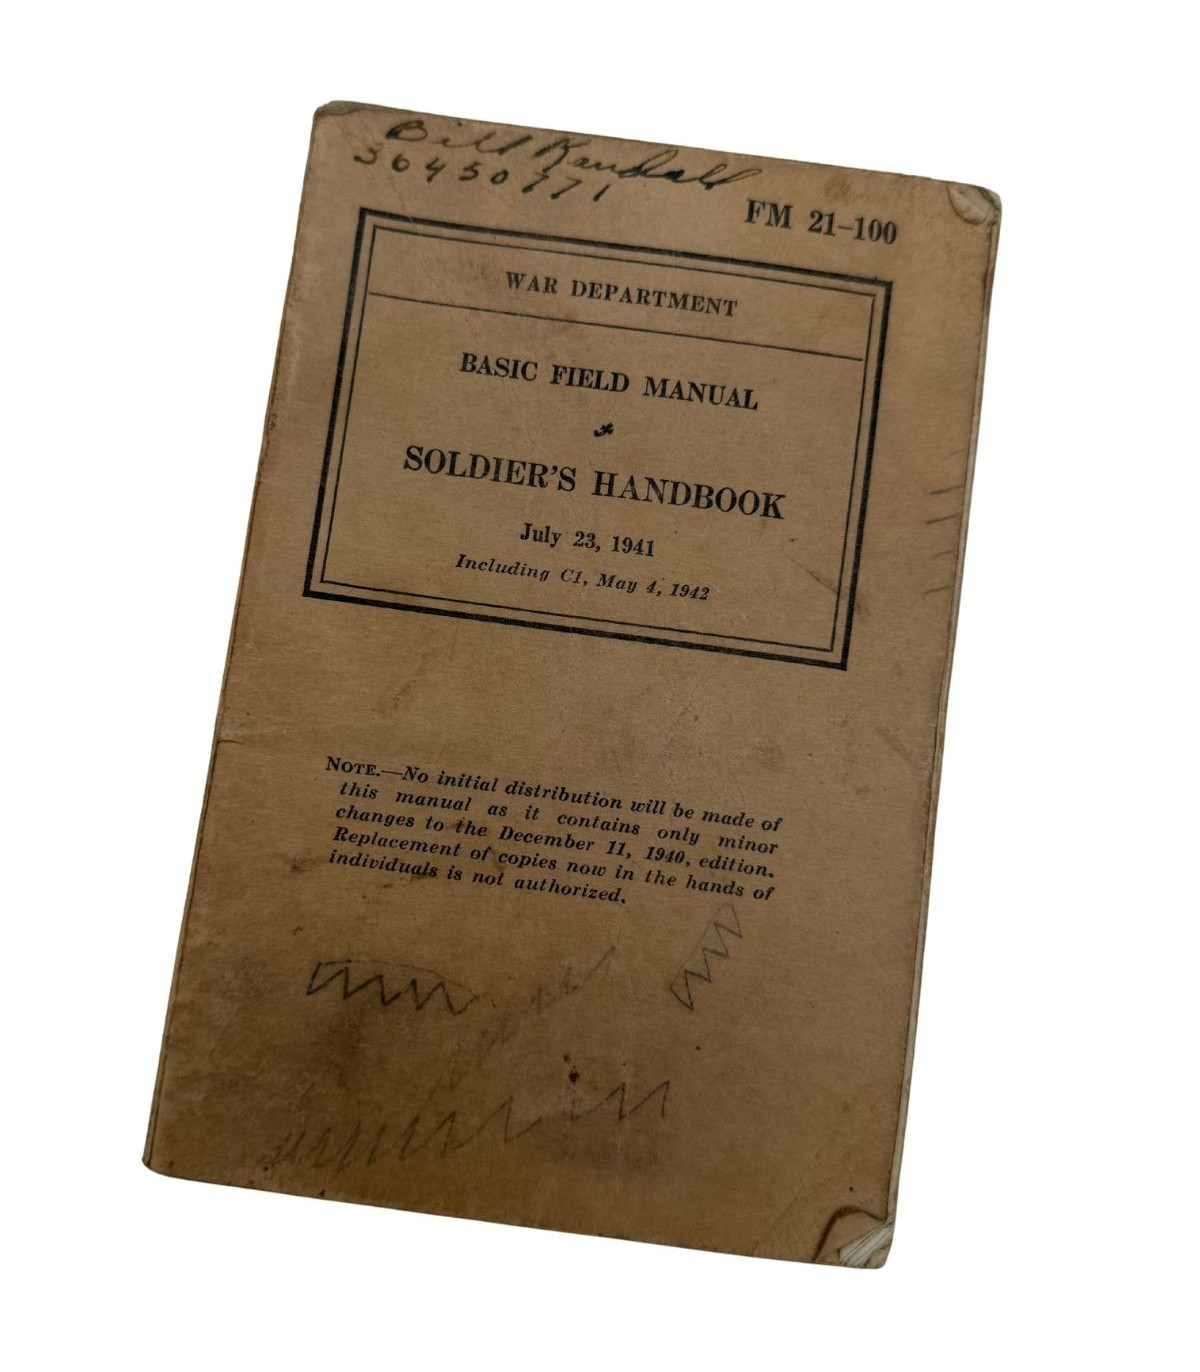 Bill Randall
36450771
FM 21–100
WAR DEPARTMENT
BASIC FIELD MANUAL
SOLDIER'S HANDBOOK
July 23, 1941
Including C1, May 4, 1942
NOTE.—No initial distribution will be made of
this manual as it contains only minor
changes to the December 11, 1940, edition.
Replacement of copies now in the hands of
individuals is not authorized.